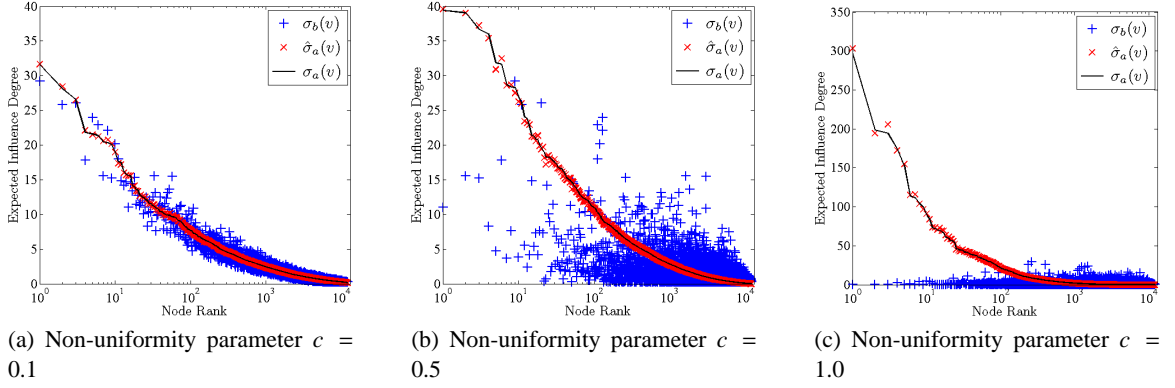 40
35
30
25
20
15
10
5
0
Expected Influence Degree
10^0
10^1
10^2
10^3
10^4
Node Rank
σ_b(v)
σ̂_a(v)
σ_a(v)
(a) Non-uniformity parameter c =
0.1
40
35
30
25
20
15
10
5
0
Expected Influence Degree
10^0
10^1
10^2
10^3
10^4
Node Rank
σ_b(v)
σ̂_a(v)
σ_a(v)
(b) Non-uniformity parameter c =
0.5
350
300
250
200
150
100
50
0
Expected Influence Degree
10^0
10^1
10^2
10^3
10^4
Node Rank
σ_b(v)
σ̂_a(v)
σ_a(v)
(c) Non-uniformity parameter c =
1.0